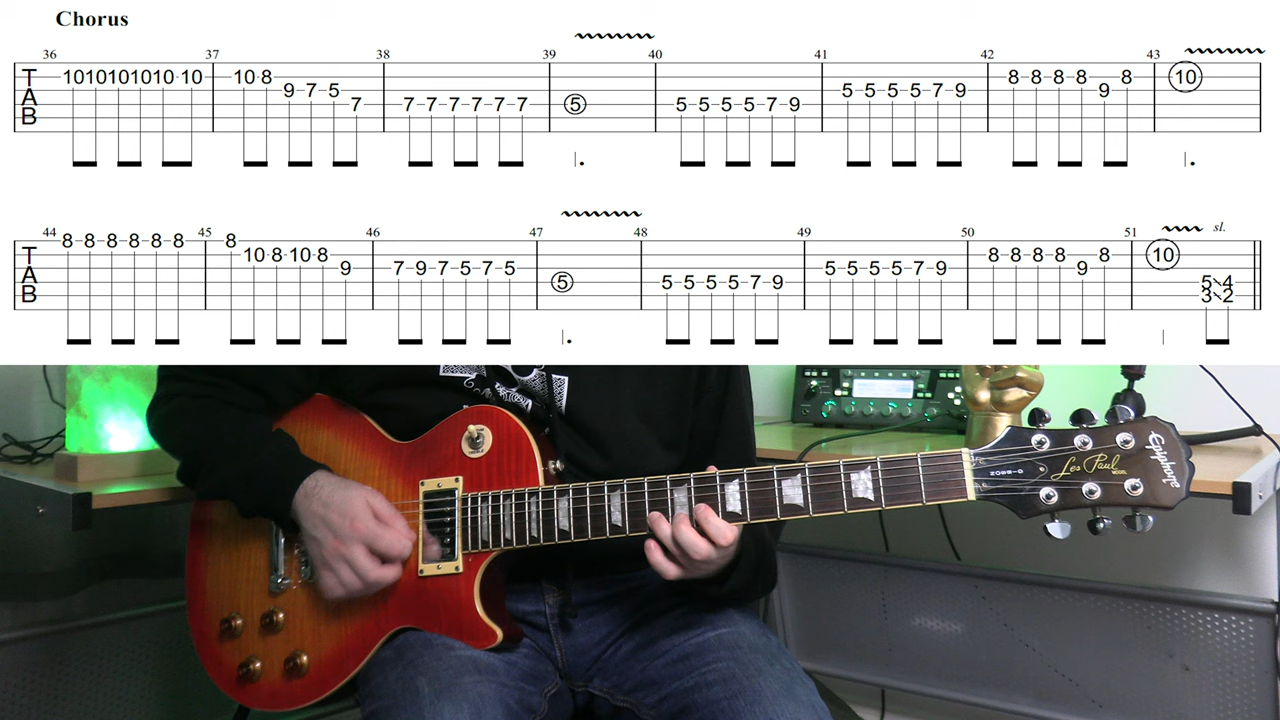 Chorus
36 37 38 39 40 41 42 43
TAB
10 10 10 10 10 10 10 8 9 7 5 7 7 7 7 7 7 7 5 5 5 5 5 7 9 5 5 5 5 7 9 8 8 8 8 9 8 10
44 45 46 47 48 49 50 51 sl.
TAB
8 8 8 8 8 8 8 10 8 10 8 9 7 9 7 5 7 5 5 5 5 5 5 7 9 5 5 5 5 7 9 8 8 8 8 9 8 10 5 4
3 2
Les Paul
MODEL
Epiphone